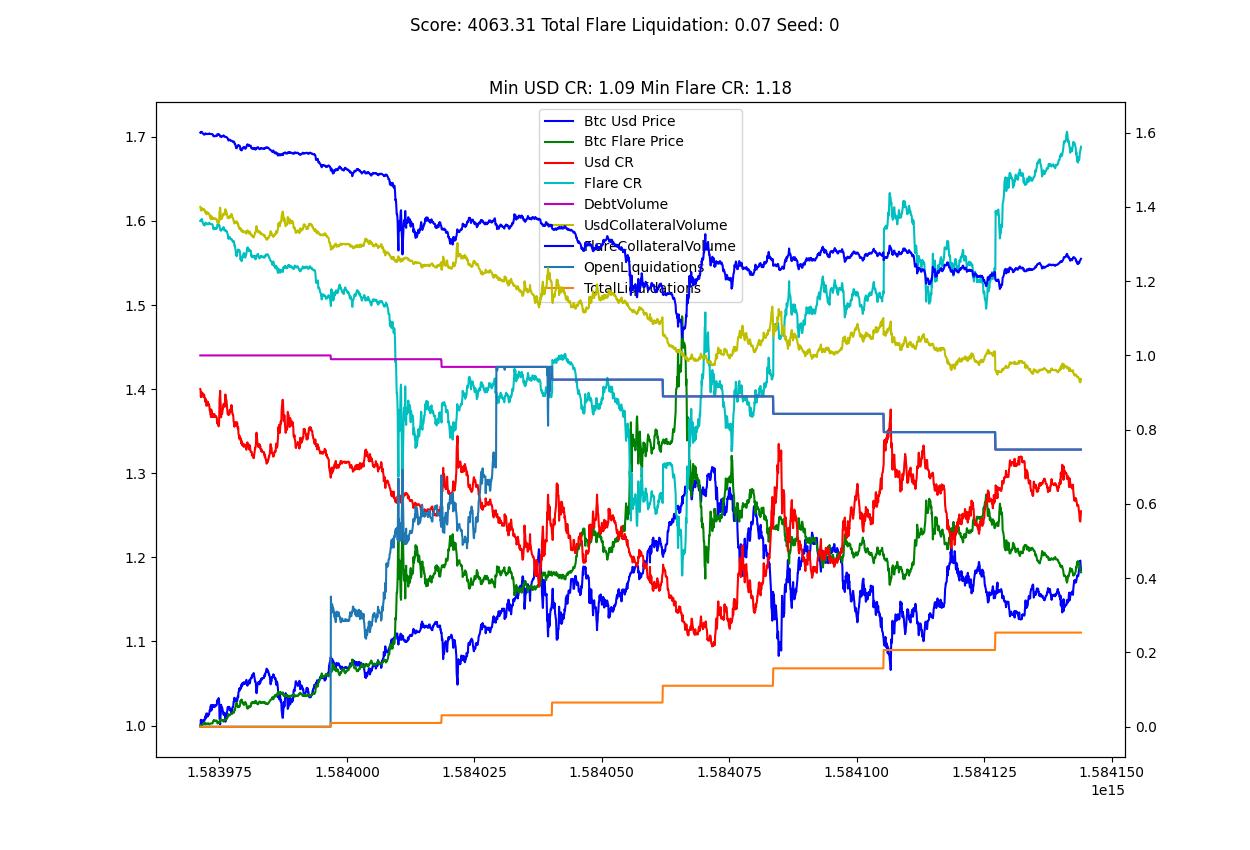 Score: 4063.31 Total Flare Liquidation: 0.07 Seed: 0
Min USD CR: 1.09 Min Flare CR: 1.18
Btc Usd Price
Btc Flare Price
Usd CR
Flare CR
DebtVolume
UsdCollateralVolume
FlareCollateralVolume
OpenLiquidations
TotalLiquidations
1.7
1.6
1.5
1.4
1.3
1.2
1.1
1.0
1.6
1.4
1.2
1.0
0.8
0.6
0.4
0.2
0.0
1.583975 1.584000 1.584025 1.584050 1.584075 1.584100 1.584125 1.584150
1e15